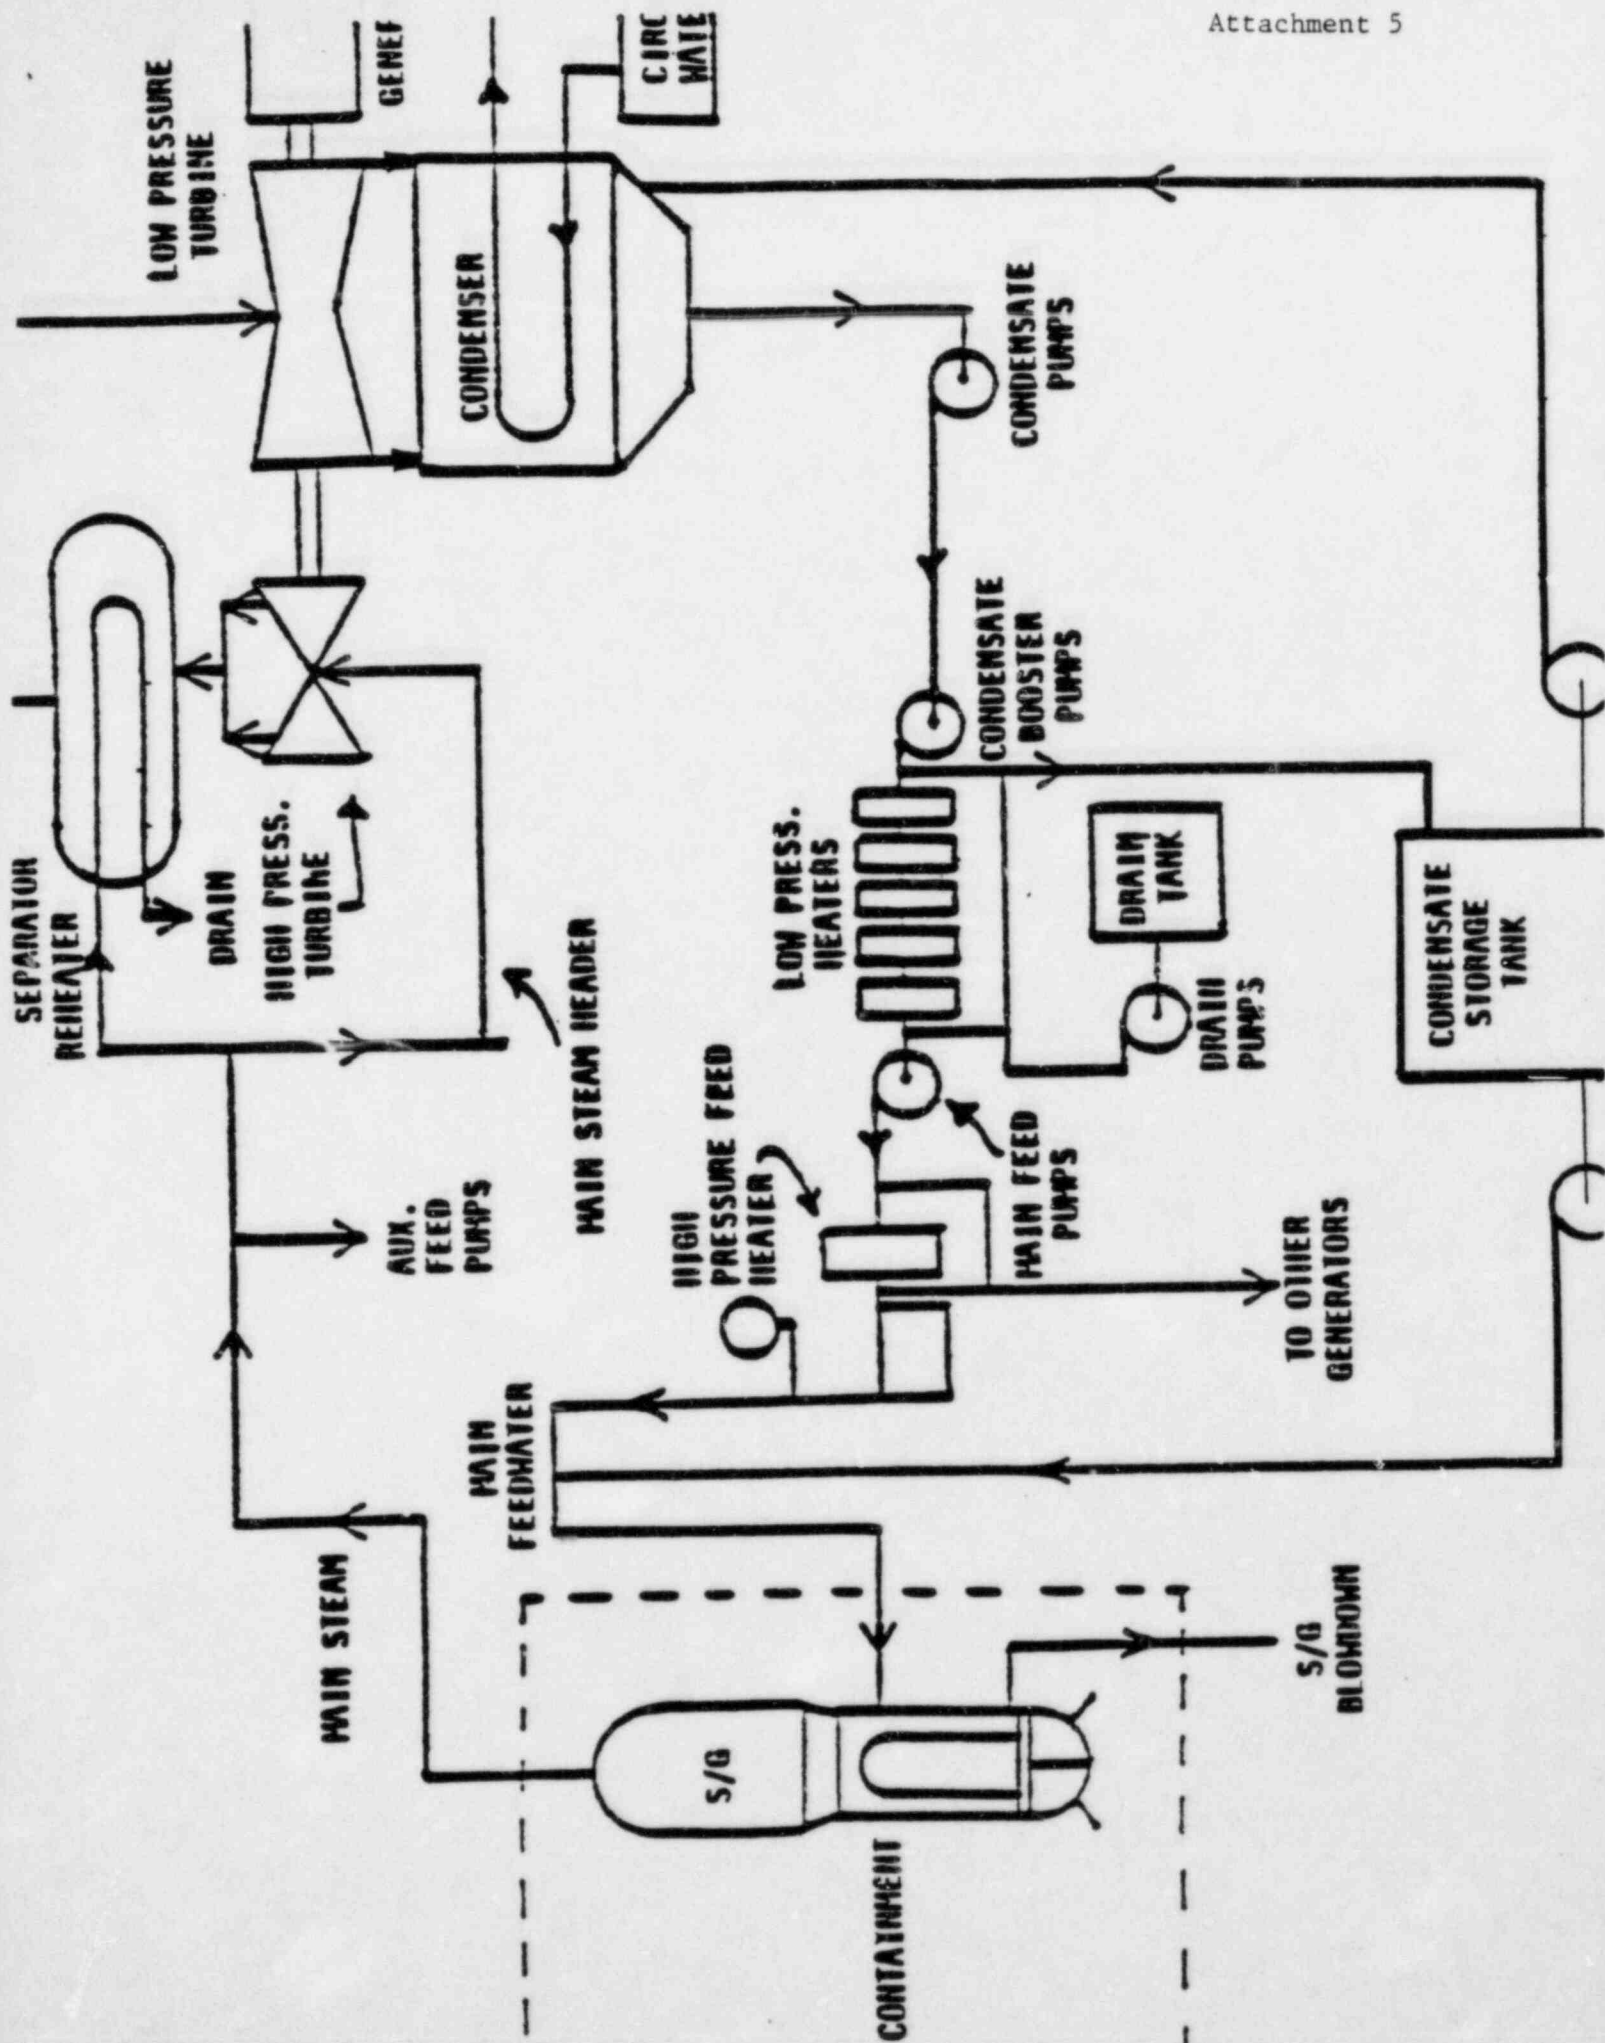 Attachment 5
SEPARATOR
REHEATER
LOW PRESSURE
TURBINE
DRAIN
HIGH PRESS.
TURBINE
GENER
CIRC
WATE
CONDENSER
MAIN STEAM
AUX.
FEED
PUMPS
MAIN STEAM HEADER
MAIN
FEEDWATER
HIGH
PRESSURE FEED
HEATER
LOW PRESS.
HEATERS
CONDENSATE
BOOSTER
PUMPS
CONDENSATE
PUMPS
S/G
MAIN FEED
PUMPS
DRAIN
PUMPS
DRAIN
TANK
CONTAINMENT
S/G
BLOWDOWN
TO OTHER
GENERATORS
CONDENSATE
STORAGE
TANK